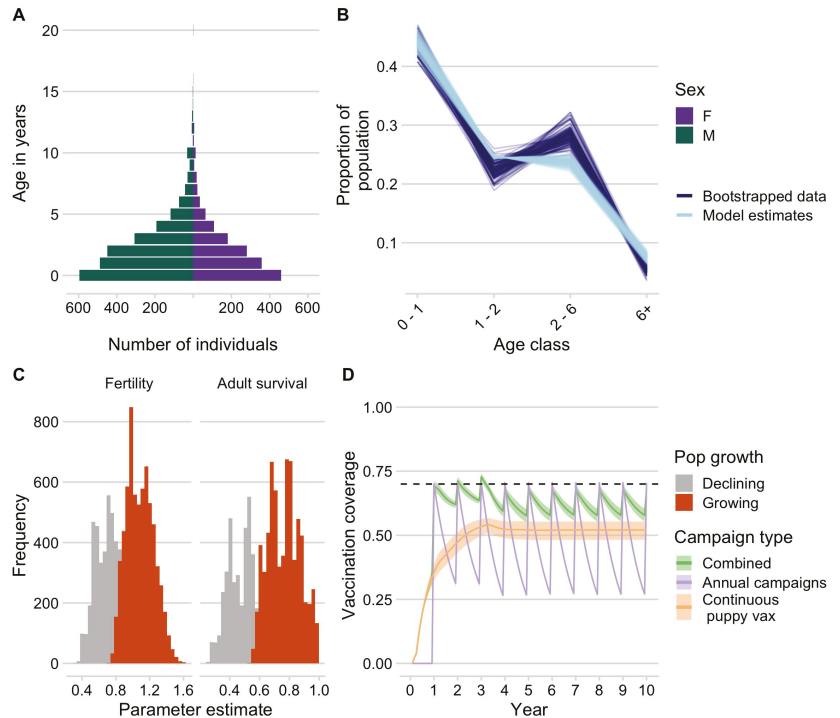 A
20
15
10
5
0
Age in years
600
400
200
200
400
600
Number of individuals
B
0.4
0.3
0.2
0.1
Proportion of
population
0 - 1
1 - 2
2 - 6
6+
Age class
Sex
F
M
Bootstrapped data
Model estimates
C
Fertility
Adult survival
800
600
400
200
0
Frequency
0.4
0.8
1.2
1.6
0.4
0.6
0.8
1.0
Parameter estimate
D
1.00
0.75
0.50
0.25
0.00
Vaccination coverage
0 1 2 3 4 5 6 7 8 9 10
Year
Pop growth
Declining
Growing
Campaign type
Combined
Annual campaigns
Continuous
puppy vax